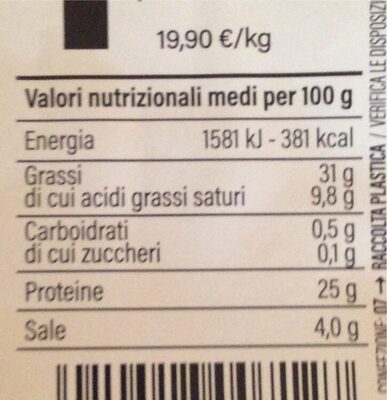 19,90 €/kg
Valori nutrizionali medi per 100 g
Energia 1581 kJ - 381 kcal
Grassi 31 g
di cui acidi grassi saturi 9,8 g
Carboidrati 0,5 g
di cui zuccheri 0,1 g
Proteine 25 g
Sale 4,0 g
CONFEZIONE: 07 → RACCOLTA PLASTICA / VERIFICA LE DISPOSIZI